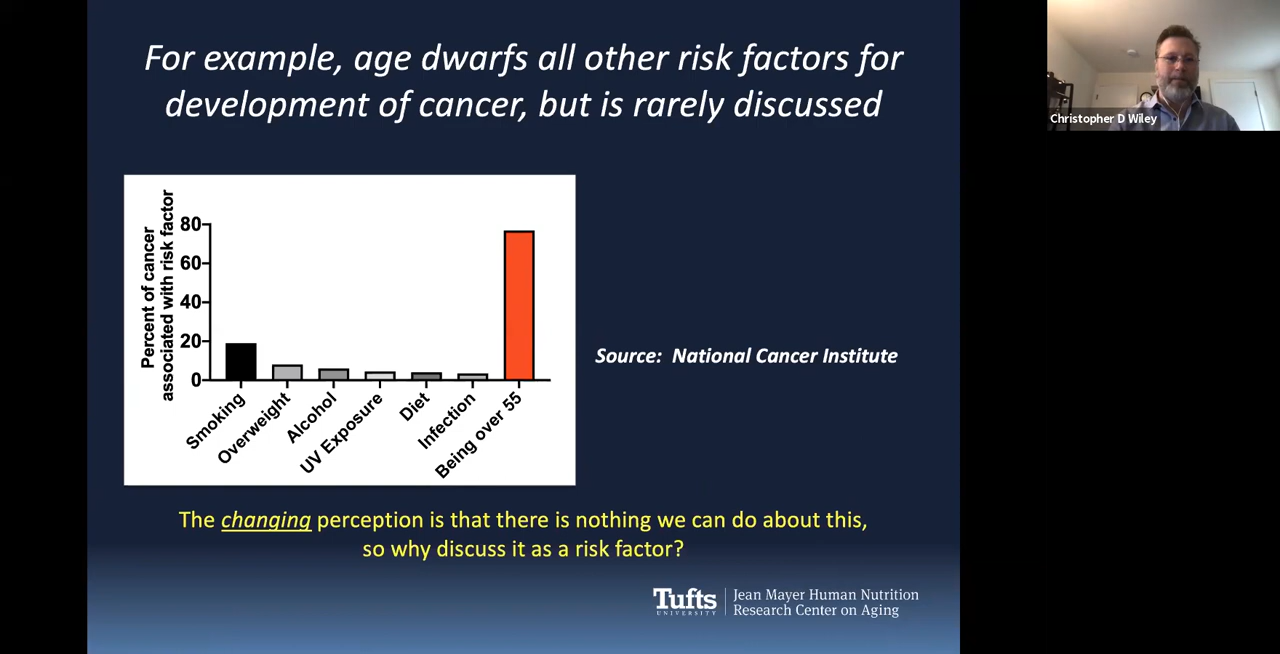 For example, age dwarfs all other risk factors for
development of cancer, but is rarely discussed
Christopher D Wiley
Percent of cancer
associated with risk factor
80
60
40
20
0
Smoking
Overweight
Alcohol
UV Exposure
Diet
Infection
Being over 55
Source: National Cancer Institute
The changing perception is that there is nothing we can do about this,
so why discuss it as a risk factor?
Tufts
UNIVERSITY
Jean Mayer Human Nutrition
Research Center on Aging